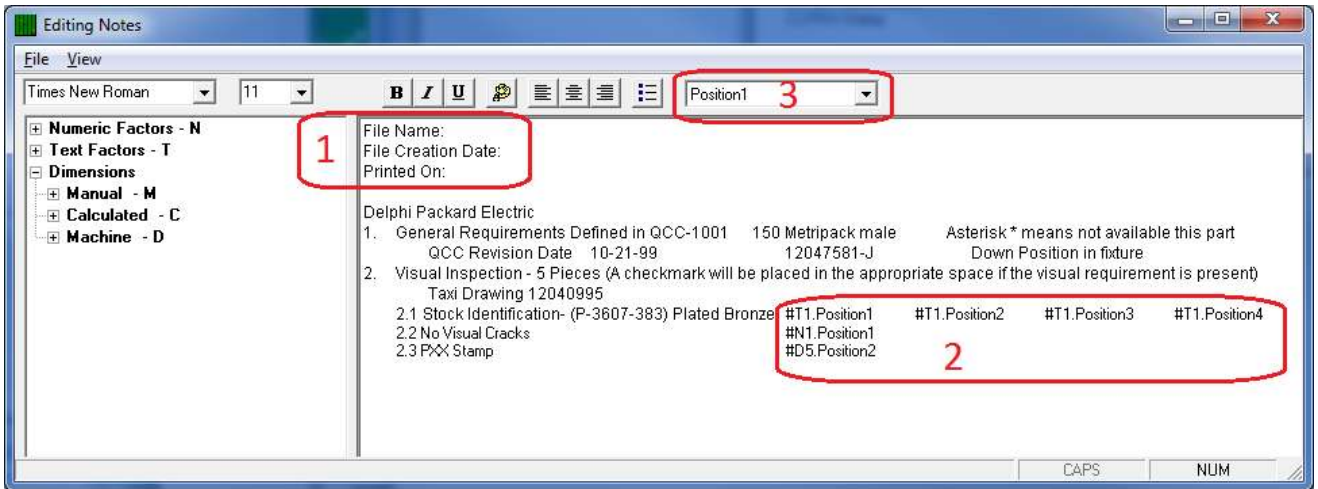 Editing Notes
File View
Times New Roman 11 B I U Position1 3
Numeric Factors - N
Text Factors - T
Dimensions
Manual - M
Calculated - C
Machine - D
1
File Name:
File Creation Date:
Printed On:
Delphi Packard Electric
1. General Requirements Defined in QCC-1001 150 Metripack male Asterisk * means not available this part
QCC Revision Date 10-21-99 12047581-J Down Position in fixture
2. Visual Inspection - 5 Pieces (A checkmark will be placed in the appropriate space if the visual requirement is present)
Taxi Drawing 12040995
2.1 Stock Identification- (P-3607-383) Plated Bronze #T1.Position1 #T1.Position2 #T1.Position3 #T1.Position4
2.2 No Visual Cracks #N1.Position1
2.3 PXX Stamp #D5.Position2
2
CAPS NUM